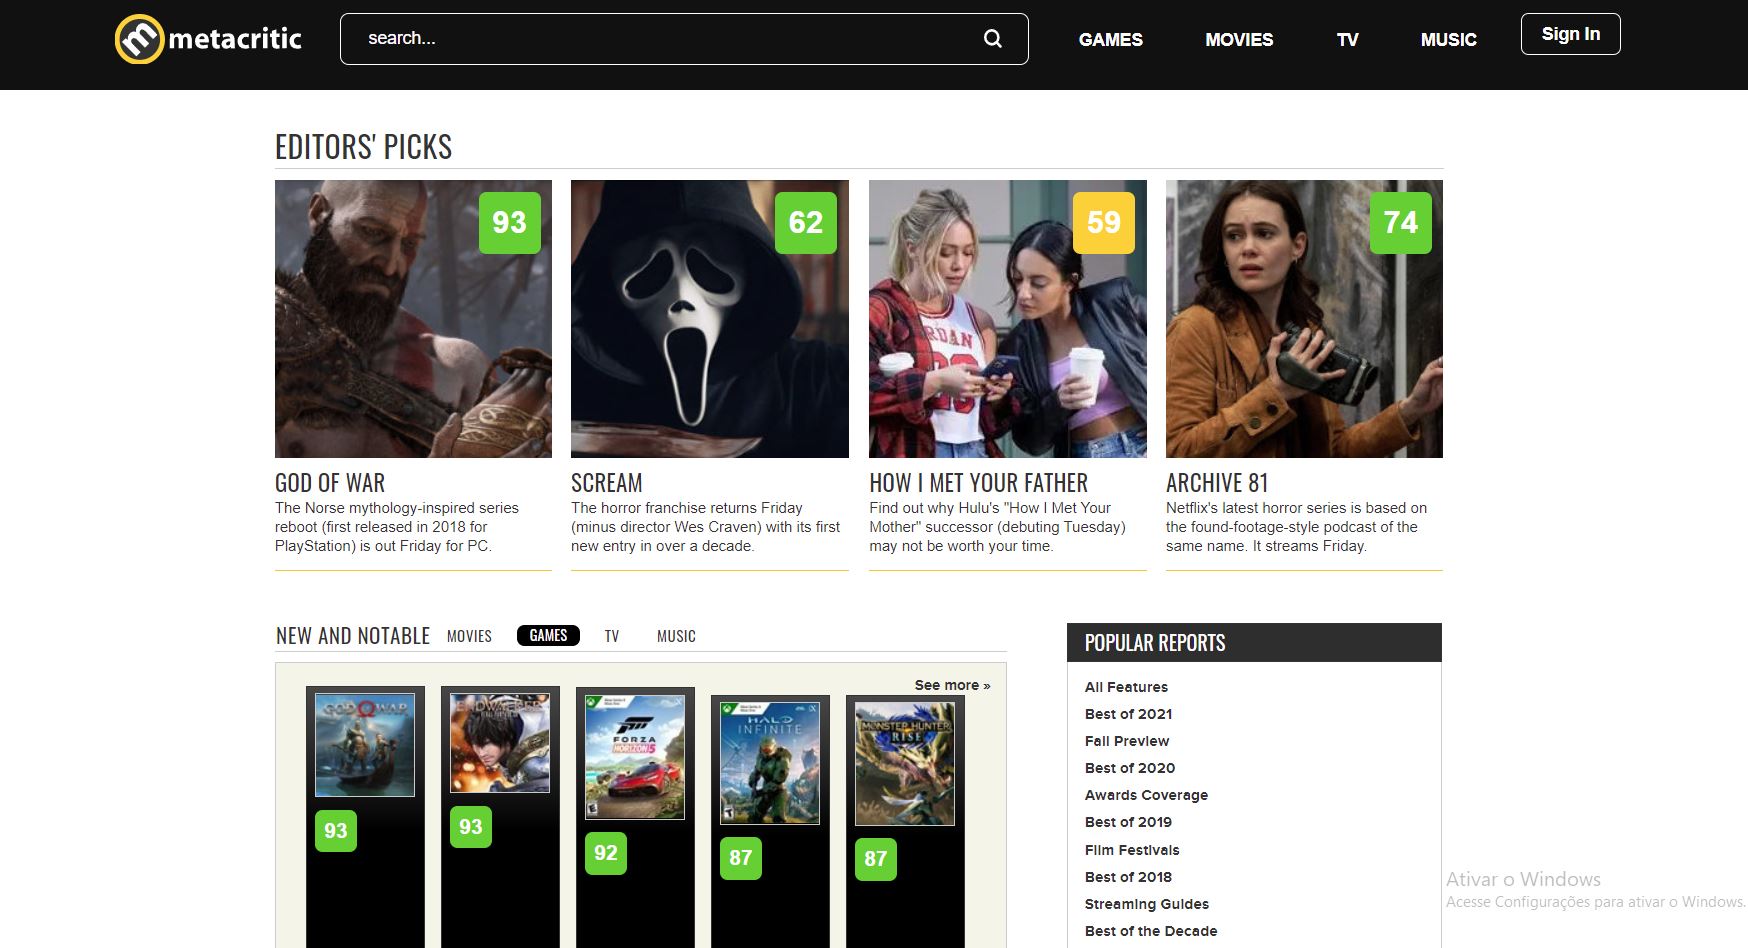 metacritic
search...
GAMES
MOVIES
TV
MUSIC
Sign In
EDITORS' PICKS
93
62
59
74
GOD OF WAR
The Norse mythology-inspired series
reboot (first released in 2018 for
PlayStation) is out Friday for PC.
SCREAM
The horror franchise returns Friday
(minus director Wes Craven) with its first
new entry in over a decade.
HOW I MET YOUR FATHER
Find out why Hulu's "How I Met Your
Mother" successor (debuting Tuesday)
may not be worth your time.
ARCHIVE 81
Netflix's latest horror series is based on
the found-footage-style podcast of the
same name. It streams Friday.
NEW AND NOTABLE
MOVIES
GAMES
TV
MUSIC
See more »
GOD WAR
ENDWALKER
FORZA
HORIZON 5
HALO
INFINITE
MONSTER HUNTER
RISE
93
93
92
87
87
POPULAR REPORTS
All Features
Best of 2021
Fall Preview
Best of 2020
Awards Coverage
Best of 2019
Film Festivals
Best of 2018
Streaming Guides
Best of the Decade
Ativar o Windows
Acesse Configurações para ativar o Windows.